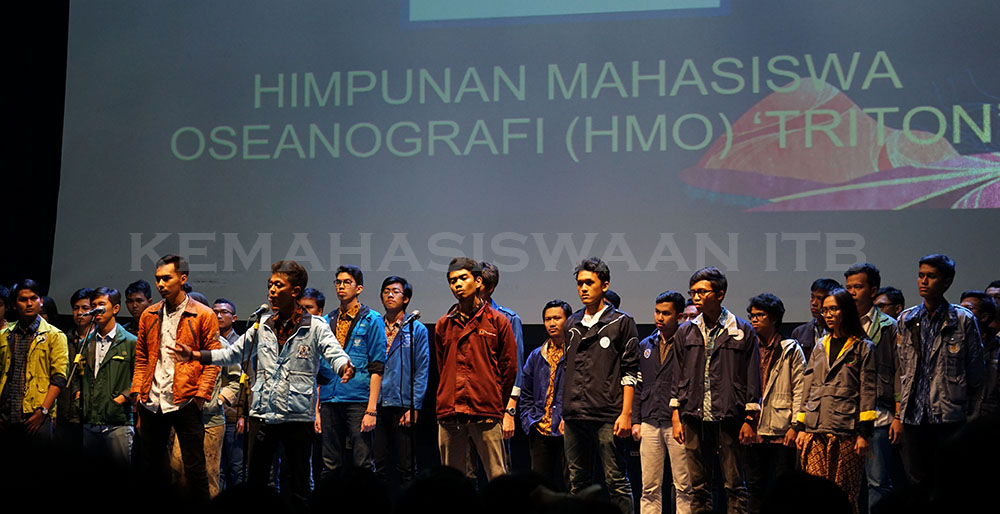 HIMPUNAN MAHASISWA
OSEANOGRAFI (HMO) ‘TRITON’
KEMAHASISWAAN ITB